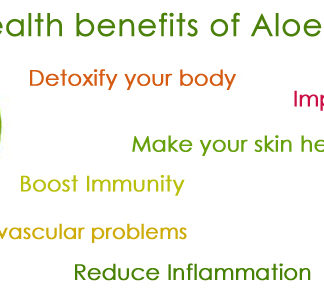 ealth benefits of Aloe
Detoxify your body
Imp
Make your skin he
Boost Immunity
vascular problems
Reduce Inflammation